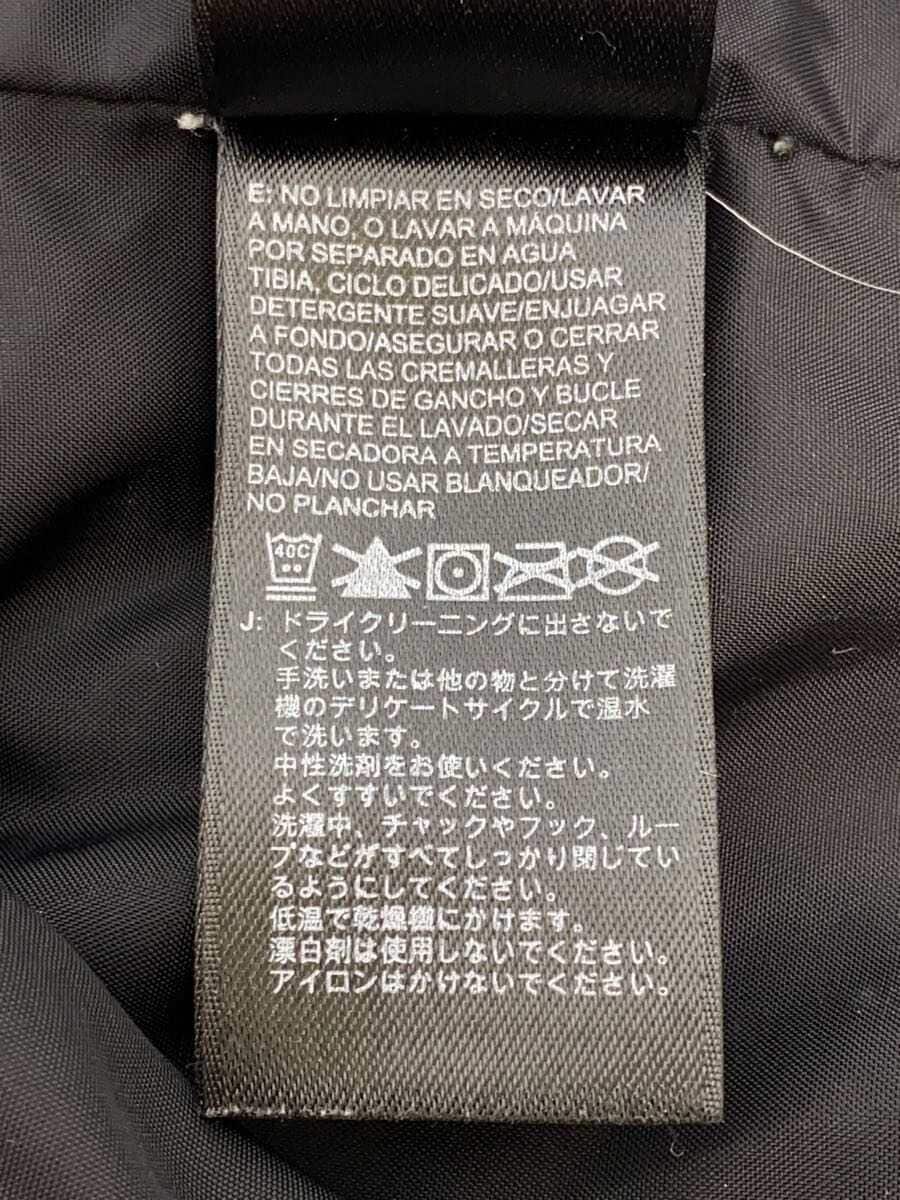 E: NO LIMPIAR EN SECO/LAVAR
A MANO, O LAVAR A MÁQUINA
POR SEPARADO EN AGUA
TIBIA, CICLO DELICADO/USAR
DETERGENTE SUAVE/ENJUAGAR
A FONDO/ASEGURAR O CERRAR
TODAS LAS CREMALLERAS Y
CIERRES DE GANCHO Y BUCLE
DURANTE EL LAVADO/SECAR
EN SECADORA A TEMPERATURA
BAJA/NO USAR BLANQUEADOR/
NO PLANCHAR
40C
J: ドライクリーニングに出さないで
ください。
手洗いまたは他の物と分けて洗濯
機のデリケートサイクルで温水
で洗います。
中性洗剤をお使いください。
よくすすいでください。
洗濯中、チャックやフック、ルー
プなどがすべてしっかり閉じてい
るようにしてください。
低温で乾燥機にかけます。
漂白剤は使用しないでください。
アイロンはかけないでください。